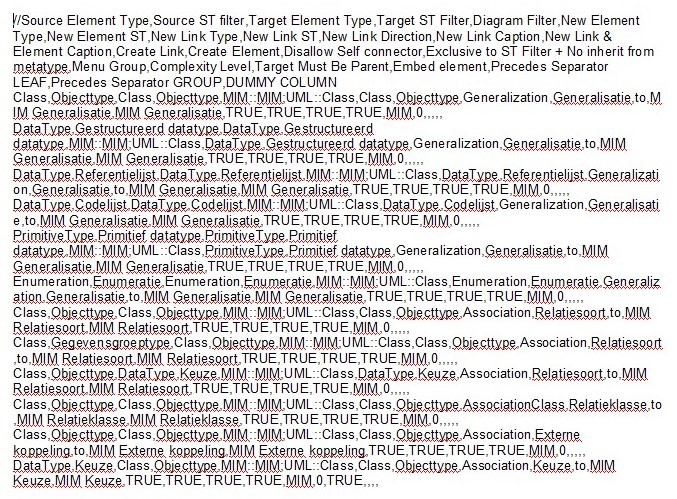 //Source Element Type,Source ST filter,Target Element Type,Target ST Filter,Diagram Filter,New Element
Type,New Element ST,New Link Type,New Link ST,New Link Direction,New Link Caption,New Link &
Element Caption,Create Link,Create Element,Disallow Self connector,Exclusive to ST Filter + No inherit from
metatype,Menu Group,Complexity Level,Target Must Be Parent,Embed element,Precedes Separator
LEAF,Precedes Separator GROUP,DUMMY COLUMN
Class,Objecttype,Class,Objecttype,MIM::MIM;UML::Class,Class,Objecttype,Generalization,Generalisatie,to,M
IM Generalisatie,MIM Generalisatie,TRUE,TRUE,TRUE,TRUE,MIM,0,,,,,
DataType,Gestructureerd datatype,DataType,Gestructureerd
datatype,MIM::MIM;UML::Class,DataType,Gestructureerd datatype,Generalization,Generalisatie,to,MIM
Generalisatie,MIM Generalisatie,TRUE,TRUE,TRUE,TRUE,MIM,0,,,,,
DataType,Referentielijst,DataType,Referentielijst,MIM::MIM;UML::Class,DataType,Referentielijst,Generalizati
on,Generalisatie,to,MIM Generalisatie,MIM Generalisatie,TRUE,TRUE,TRUE,TRUE,MIM,0,,,,,
DataType,Codelijst,DataType,Codelijst,MIM::MIM;UML::Class,DataType,Codelijst,Generalization,Generalisati
e,to,MIM Generalisatie,MIM Generalisatie,TRUE,TRUE,TRUE,TRUE,MIM,0,,,,,
PrimitiveType,Primitief datatype,PrimitiveType,Primitief
datatype,MIM::MIM;UML::Class,PrimitiveType,Primitief datatype,Generalization,Generalisatie,to,MIM
Generalisatie,MIM Generalisatie,TRUE,TRUE,TRUE,TRUE,MIM,0,,,,,
Enumeration,Enumeratie,Enumeration,Enumeratie,MIM::MIM;UML::Class,Enumeration,Enumeratie,Generaliz
ation,Generalisatie,to,MIM Generalisatie,MIM Generalisatie,TRUE,TRUE,TRUE,TRUE,MIM,0,,,,,
Class,Objecttype,Class,Objecttype,MIM::MIM;UML::Class,Class,Objecttype,Association,Relatiesoort,to,MIM
Relatiesoort,MIM Relatiesoort,TRUE,TRUE,TRUE,TRUE,MIM,0,,,,,
Class,Gegevensgroeptype,Class,Objecttype,MIM::MIM;UML::Class,Class,Objecttype,Association,Relatiesoort
,to,MIM Relatiesoort,MIM Relatiesoort,TRUE,TRUE,TRUE,TRUE,MIM,0,,,,,
Class,Objecttype,DataType,Keuze,MIM::MIM;UML::Class,DataType,Keuze,Association,Relatiesoort,to,MIM
Relatiesoort,MIM Relatiesoort,TRUE,TRUE,TRUE,TRUE,MIM,0,,,,,
Class,Objecttype,Class,Objecttype,MIM::MIM;UML::Class,Class,Objecttype,AssociationClass,Relatieklasse,to
,MIM Relatieklasse,MIM Relatieklasse,TRUE,TRUE,TRUE,TRUE,MIM,0,,,,,
Class,Objecttype,Class,Objecttype,MIM::MIM;UML::Class,Class,Objecttype,Association,Externe
koppeling,to,MIM Externe koppeling,MIM Externe koppeling,TRUE,TRUE,TRUE,TRUE,MIM,0,,,,,
DataType,Keuze,Class,Objecttype,MIM::MIM;UML::Class,Class,Objecttype,Association,Keuze,to,MIM
Keuze,MIM Keuze,TRUE,TRUE,TRUE,TRUE,MIM,0,TRUE,,,,